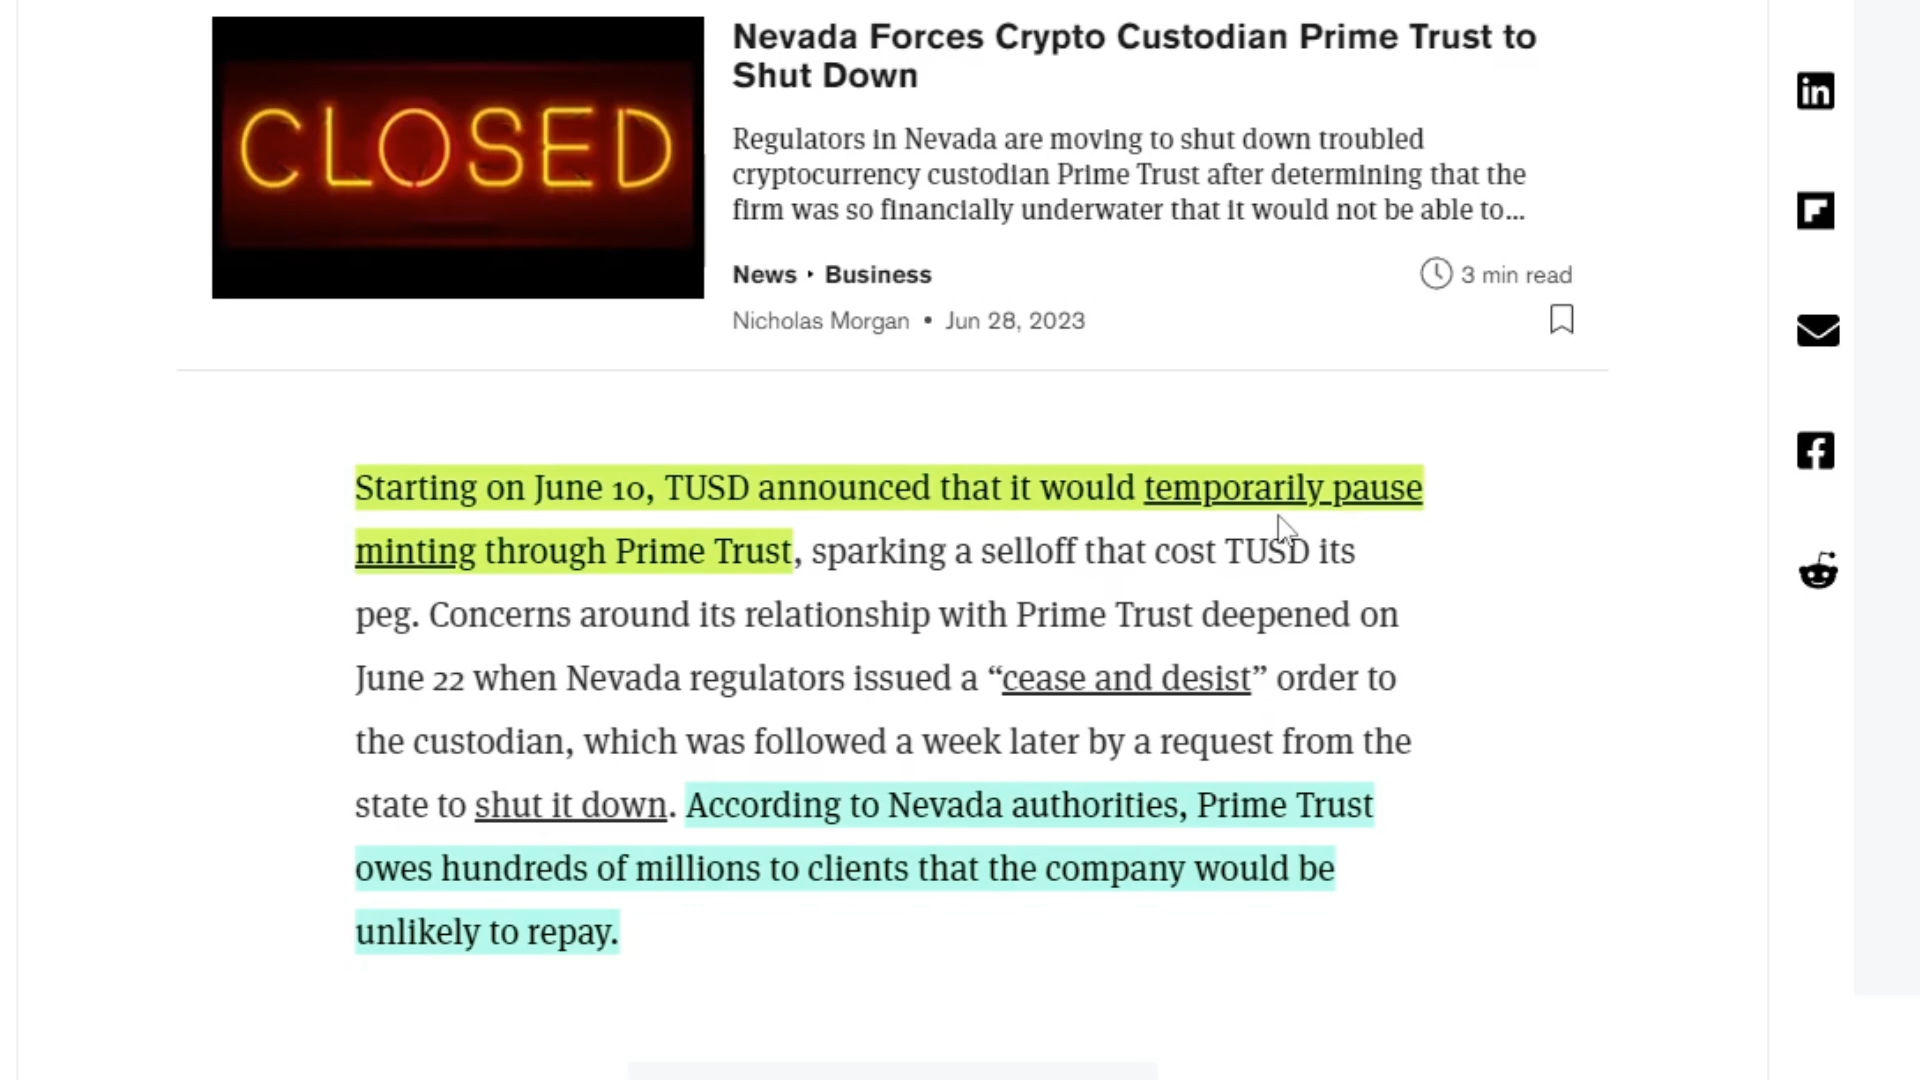 CLOSED
Nevada Forces Crypto Custodian Prime Trust to
Shut Down
Regulators in Nevada are moving to shut down troubled
cryptocurrency custodian Prime Trust after determining that the
firm was so financially underwater that it would not be able to...
News ‣ Business
3 min read
Nicholas Morgan • Jun 28, 2023
Starting on June 10, TUSD announced that it would temporarily pause
minting through Prime Trust, sparking a selloff that cost TUSD its
peg. Concerns around its relationship with Prime Trust deepened on
June 22 when Nevada regulators issued a “cease and desist” order to
the custodian, which was followed a week later by a request from the
state to shut it down. According to Nevada authorities, Prime Trust
owes hundreds of millions to clients that the company would be
unlikely to repay.